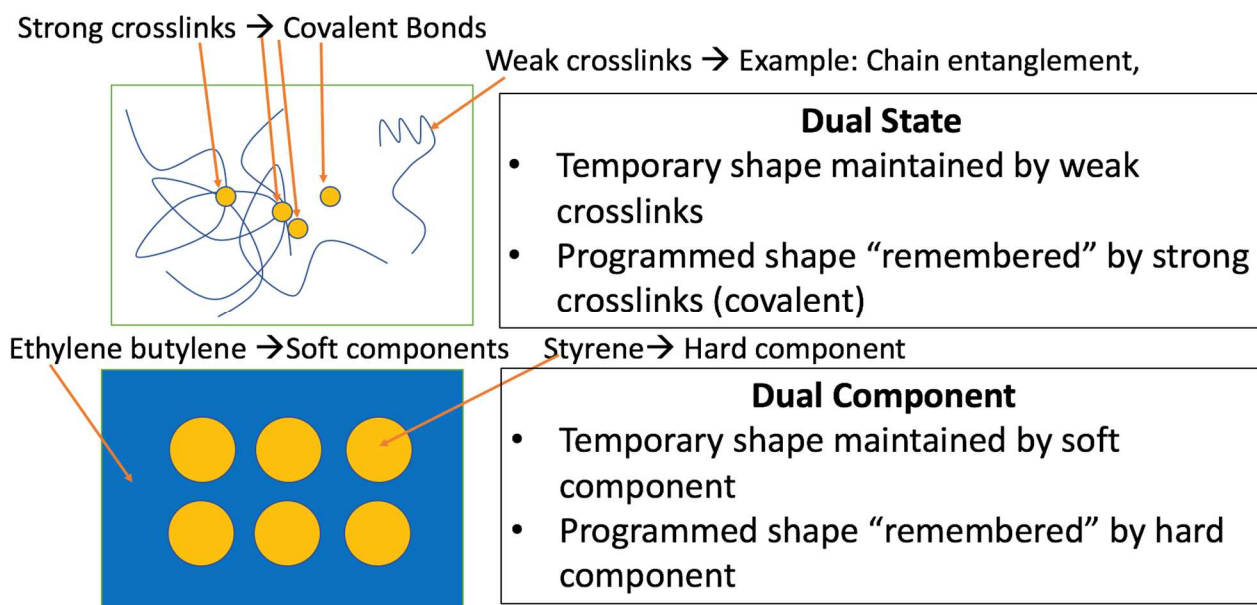 Strong crosslinks → Covalent Bonds
Weak crosslinks → Example: Chain entanglement,
Dual State
• Temporary shape maintained by weak
crosslinks
• Programmed shape “remembered” by strong
crosslinks (covalent)
Ethylene butylene →Soft components
Styrene→ Hard component
Dual Component
• Temporary shape maintained by soft
component
• Programmed shape “remembered” by hard
component